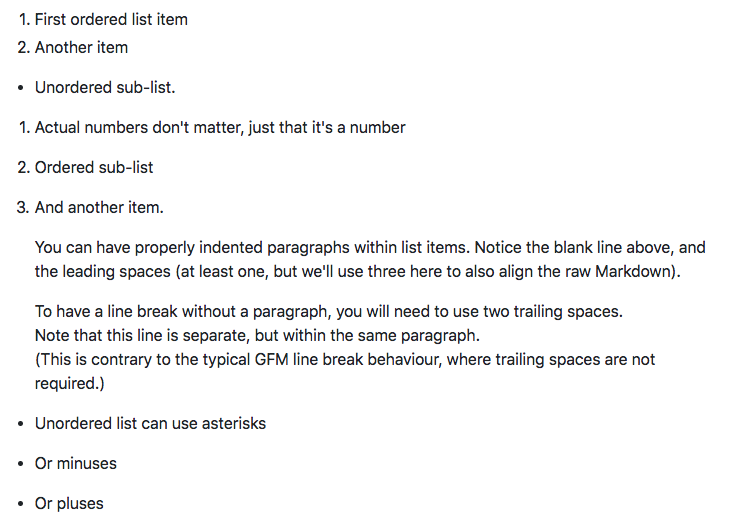 1. First ordered list item
2. Another item
• Unordered sub-list.
1. Actual numbers don't matter, just that it's a number
2. Ordered sub-list
3. And another item.
You can have properly indented paragraphs within list items. Notice the blank line above, and
the leading spaces (at least one, but we'll use three here to also align the raw Markdown).
To have a line break without a paragraph, you will need to use two trailing spaces.
Note that this line is separate, but within the same paragraph.
(This is contrary to the typical GFM line break behaviour, where trailing spaces are not
required.)
• Unordered list can use asterisks
• Or minuses
• Or pluses